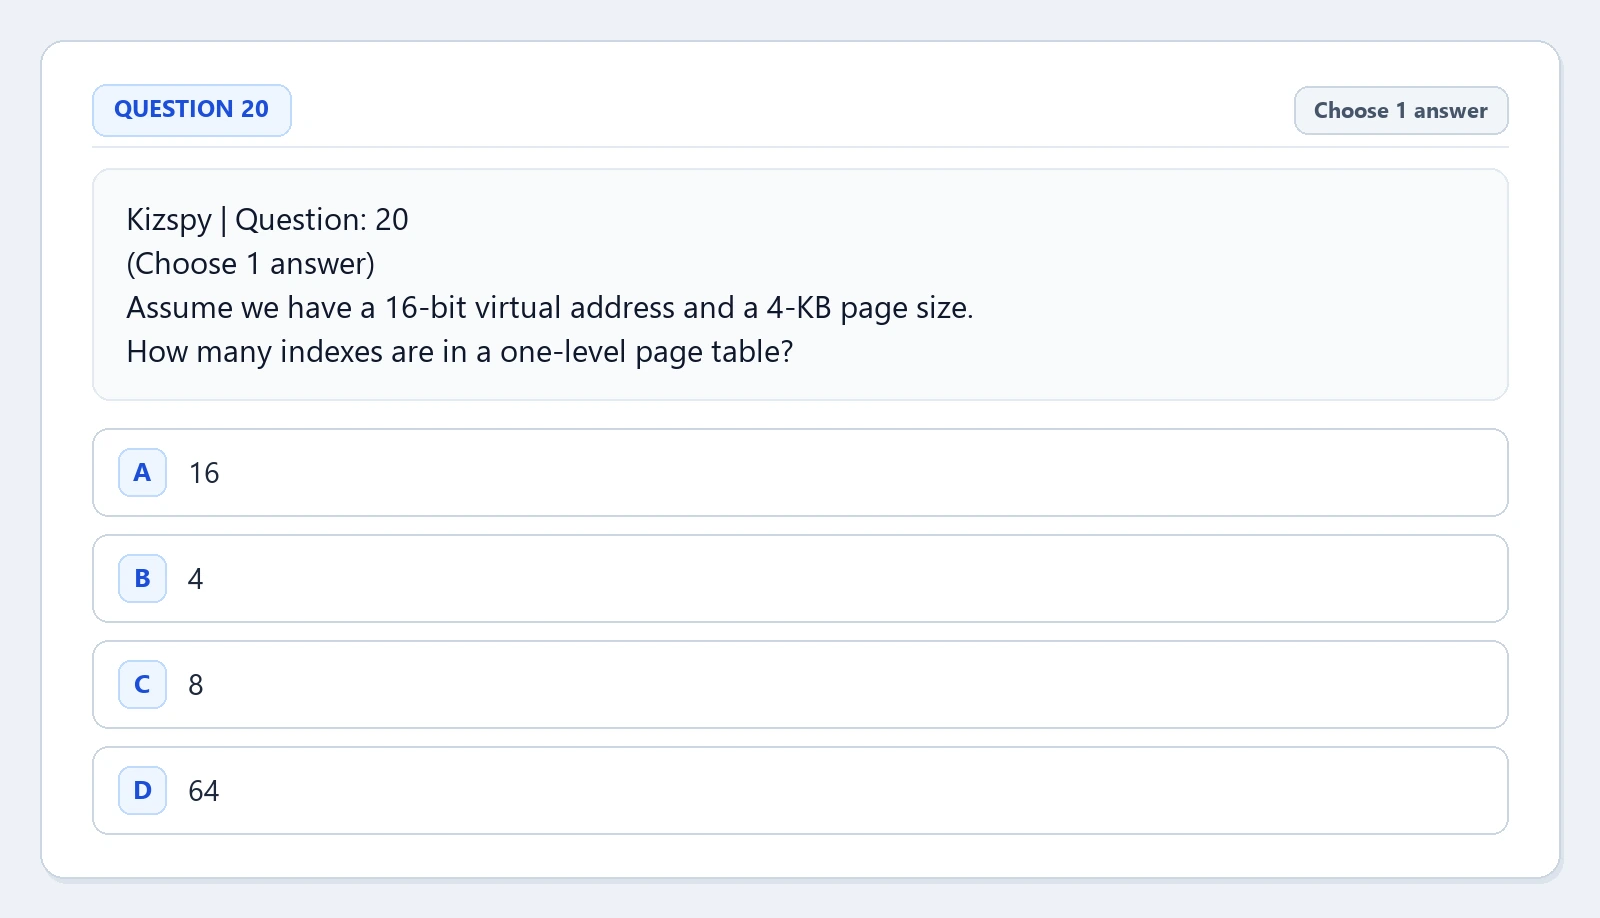 QUESTION 20
Choose 1 answer
Kizspy | Question: 20
(Choose 1 answer)
Assume we have a 16-bit virtual address and a 4-KB page size.
How many indexes are in a one-level page table?
A 16
B 4
C 8
D 64